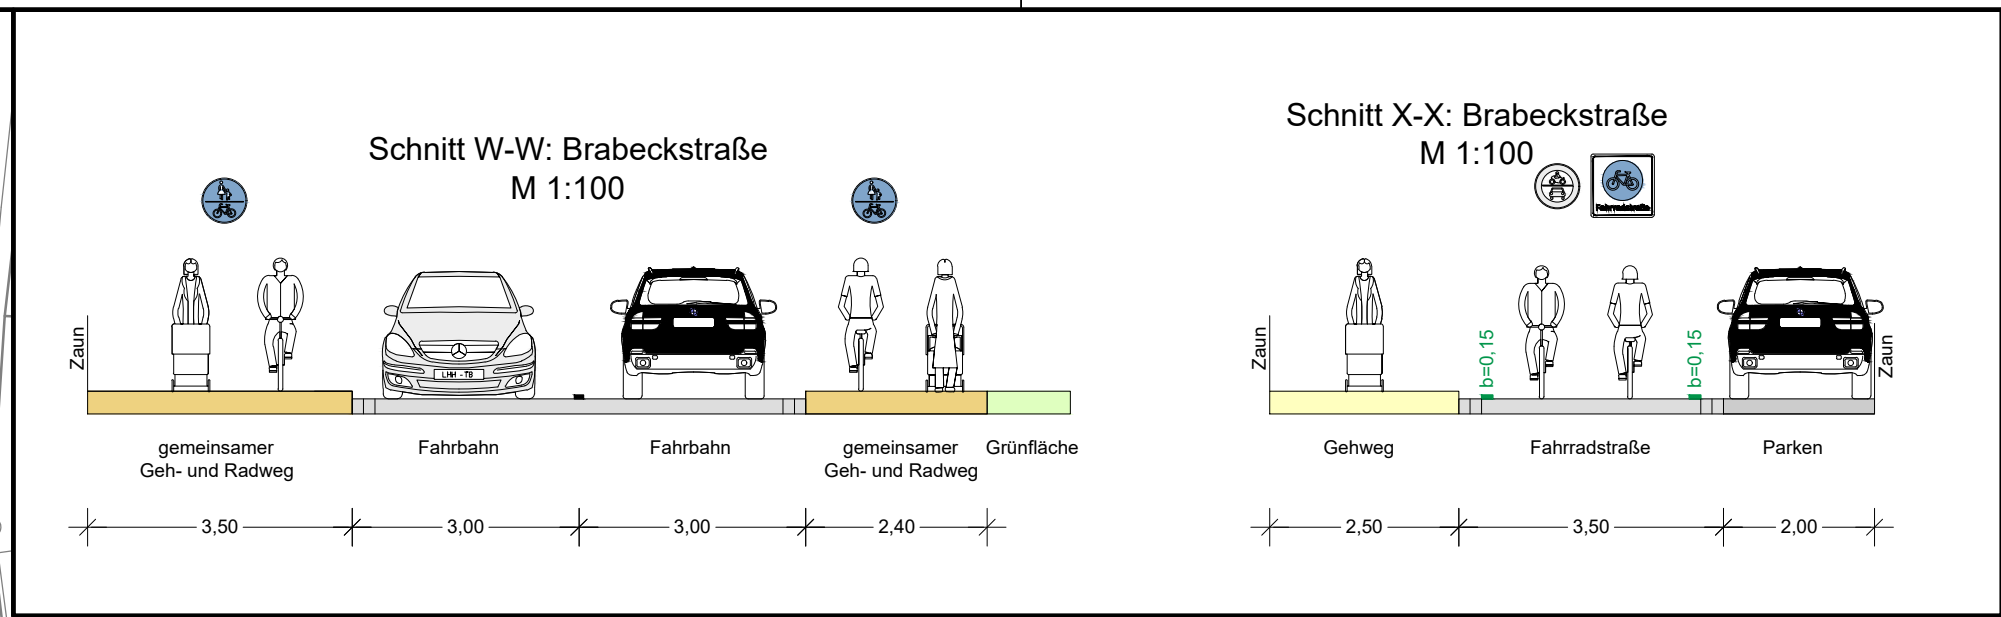 Schnitt W-W: Brabeckstraße
M 1:100
Zaun
LHH - TB
gemeinsamer
Geh- und Radweg
Fahrbahn
Fahrbahn
gemeinsamer
Geh- und Radweg
Grünfläche
3,50
3,00
3,00
2,40
Schnitt X-X: Brabeckstraße
M 1:100
Fahrradstraße
Zaun
b=0,15
b=0,15
Zaun
Gehweg
Fahrradstraße
Parken
2,50
3,50
2,00